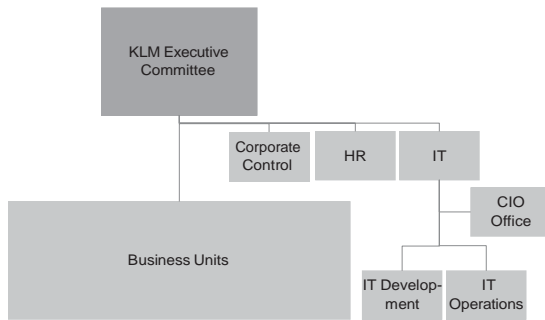 KLM Executive
Committee
Corporate
Control
HR
IT
CIO
Office
Business Units
IT Develop-
ment
IT
Operations